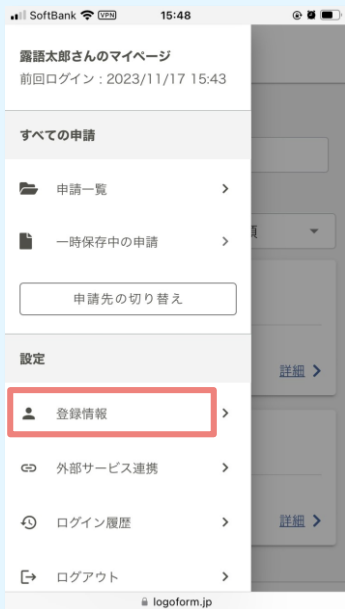 SoftBank VPN 15:48
露語太郎さんのマイページ
前回ログイン : 2023/11/17 15:43
すべての申請
申請一覧
一時保存中の申請
申請先の切り替え
設定
詳細
登録情報
外部サービス連携
ログイン履歴
詳細
ログアウト
logoform.jp